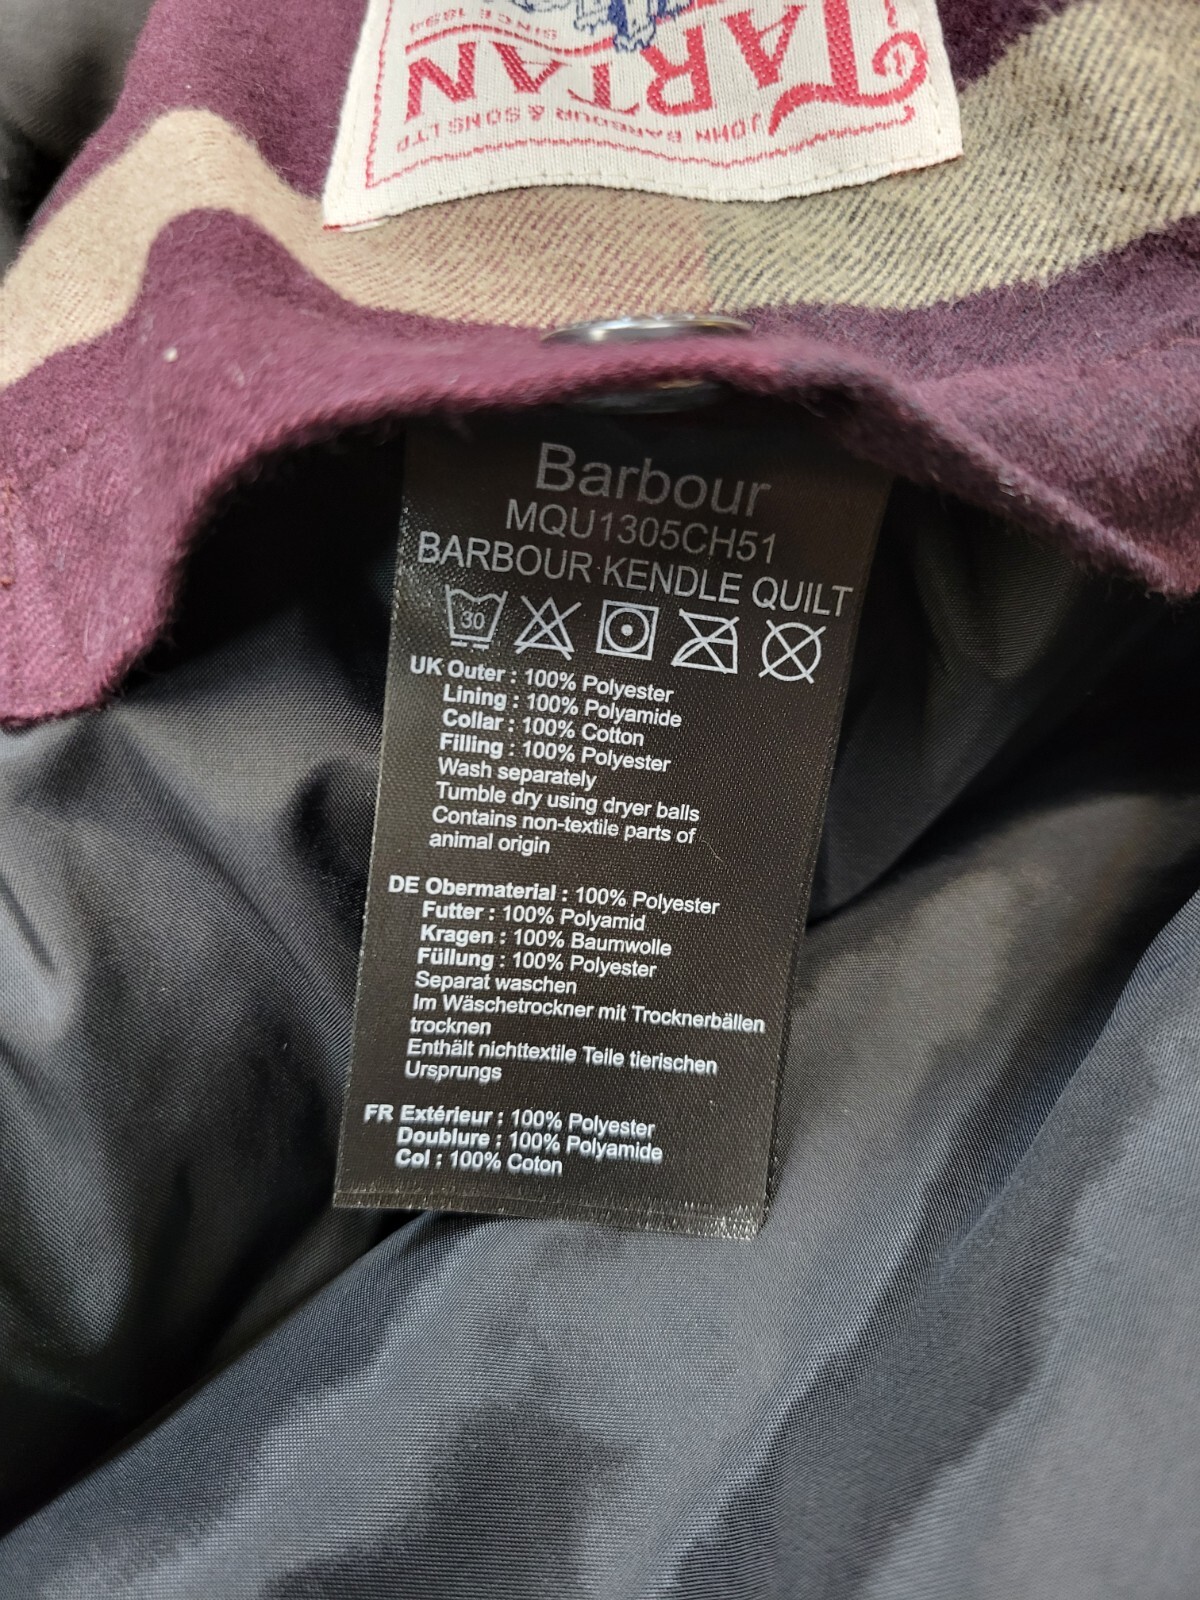 TARTAN
SINCE 1894
JOHN BARBOUR & SONS LTD
Barbour
MQU1305CH51
BARBOUR KENDLE QUILT
30
UK Outer : 100% Polyester
Lining : 100% Polyamide
Collar : 100% Cotton
Filling : 100% Polyester
Wash separately
Tumble dry using dryer balls
Contains non-textile parts of
animal origin
DE Obermaterial : 100% Polyester
Futter : 100% Polyamid
Kragen : 100% Baumwolle
Füllung : 100% Polyester
Separat waschen
Im Wäschetrockner mit Trocknerbällen
trocknen
Enthält nichttextile Teile tierischen
Ursprungs
FR Extérieur : 100% Polyester
Doublure : 100% Polyamide
Col : 100% Coton